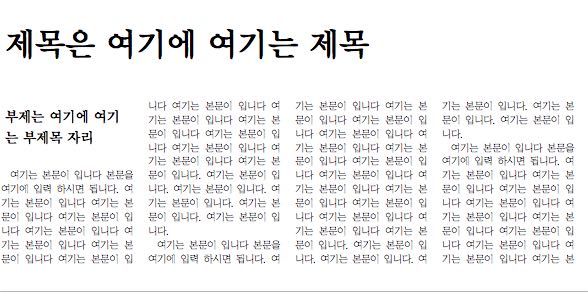 제목은 여기에 여기는 제목
부제는 여기에 여기
는 부제목 자리
여기는 본문이 입니다 본문을
여기에 입력 하시면 됩니다. 여
기는 본문이 입니다 여기는 본
문이 입니다 여기는 본문이 입
니다 여기는 본문이 입니다 여
기는 본문이 입니다 여기는 본
문이 입니다 여기는 본문이 입
니다 여기는 본문이 입니다 여
기는 본문이 입니다 여기는 본
문이 입니다 여기는 본문이 입
니다 여기는 본문이 입니다 여
기는 본문이 입니다 여기는 본
문이 입니다 여기는 본문이 입
니다. 여기는 본문이 입니다. 여
기는 본문이 입니다. 여기는 본
문이 입니다. 여기는 본문이 입
니다.
여기는 본문이 입니다 본문을
여기에 입력 하시면 됩니다. 여
기는 본문이 입니다 여기는 본
문이 입니다 여기는 본문이 입
니다 여기는 본문이 입니다 여
기는 본문이 입니다 여기는 본
문이 입니다 여기는 본문이 입
니다 여기는 본문이 입니다 여
기는 본문이 입니다 여기는 본
문이 입니다 여기는 본문이 입
니다. 여기는 본문이 입니다. 여
기는 본문이 입니다. 여기는 본
문이 입니다. 여기는 본문이 입
니다. 여기는 본문이 입니다. 여
기는 본문이 입니다. 여기는 본
문이 입니다. 여기는 본문이 입
니다.
여기는 본문이 입니다 본문을
여기에 입력 하시면 됩니다. 여
기는 본문이 입니다 여기는 본
문이 입니다 여기는 본문이 입
니다 여기는 본문이 입니다 여
기는 본문이 입니다 여기는 본
문이 입니다 여기는 본문이 입
니다 여기는 본문이 입니다 여
기는 본문이 입니다 여기는 본